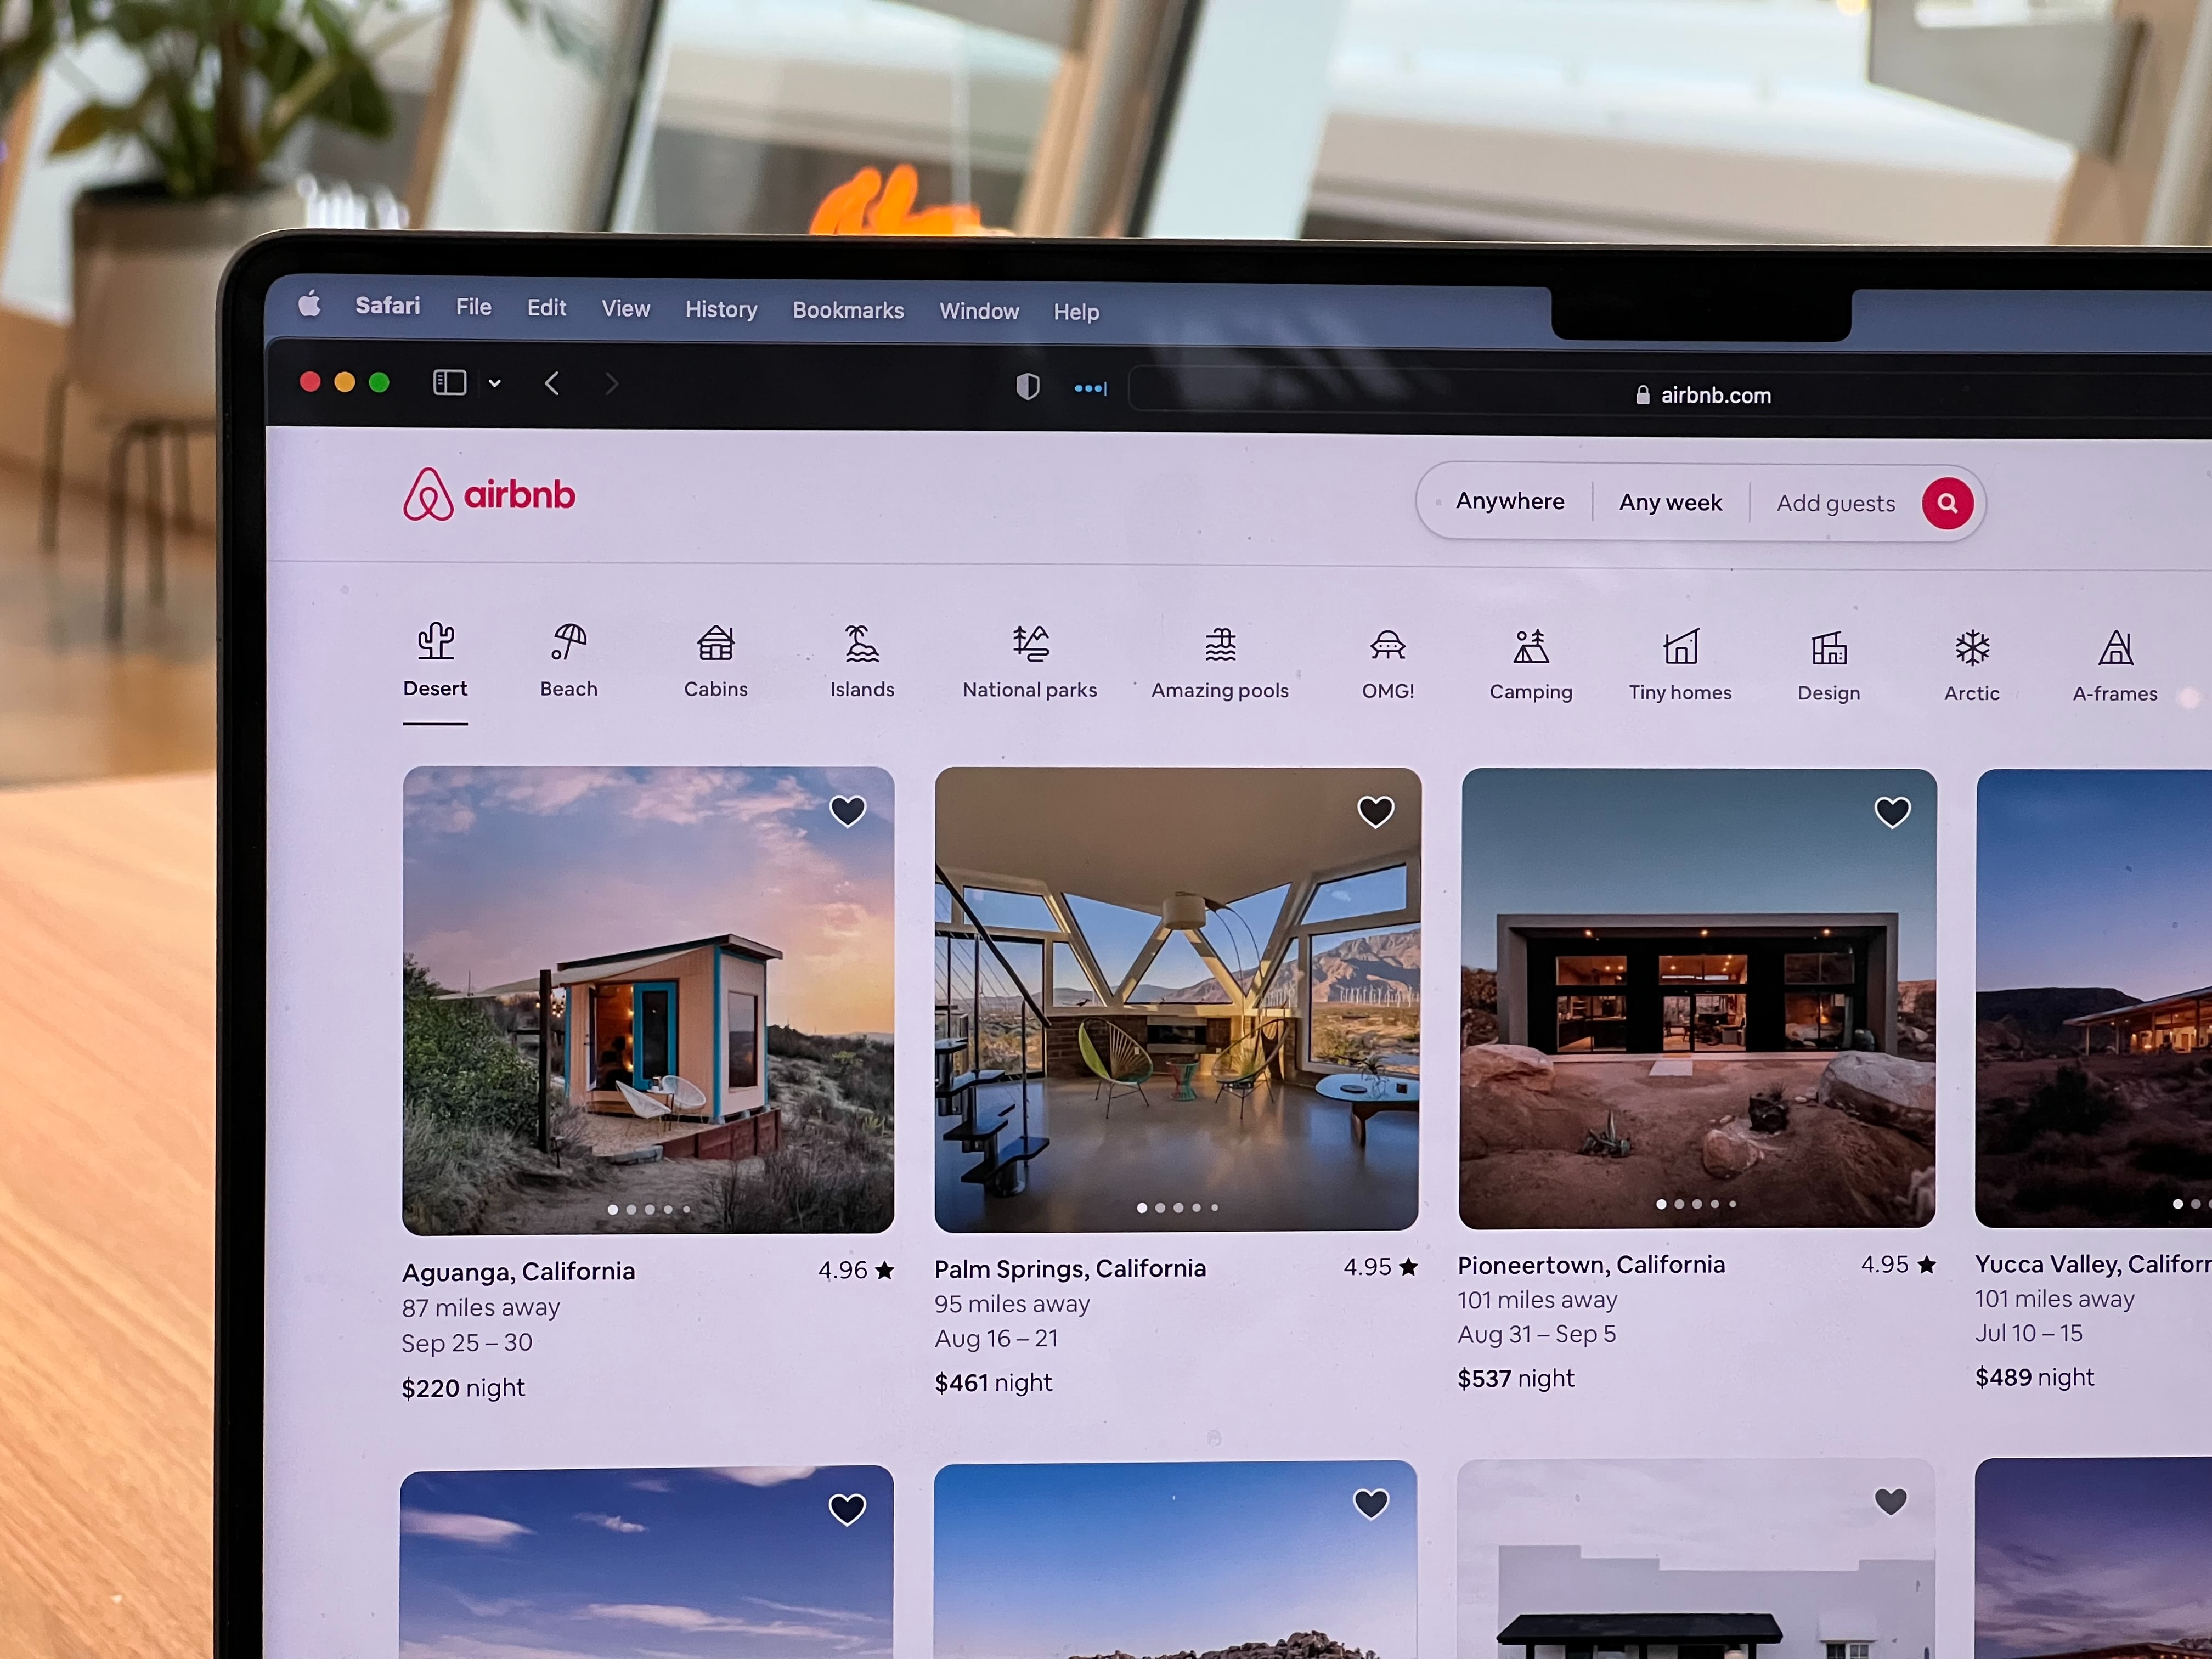 Safari File Edit View History Bookmarks Window Help
airbnb.com
airbnb
Anywhere Any week Add guests
Desert Beach Cabins Islands National parks Amazing pools OMG! Camping Tiny homes Design Arctic A-frames
Aguanga, California 4.96
87 miles away
Sep 25 – 30
$220 night
Palm Springs, California 4.95
95 miles away
Aug 16 – 21
$461 night
Pioneertown, California 4.95
101 miles away
Aug 31 – Sep 5
$537 night
Yucca Valley, Califor
101 miles away
Jul 10 – 15
$489 night